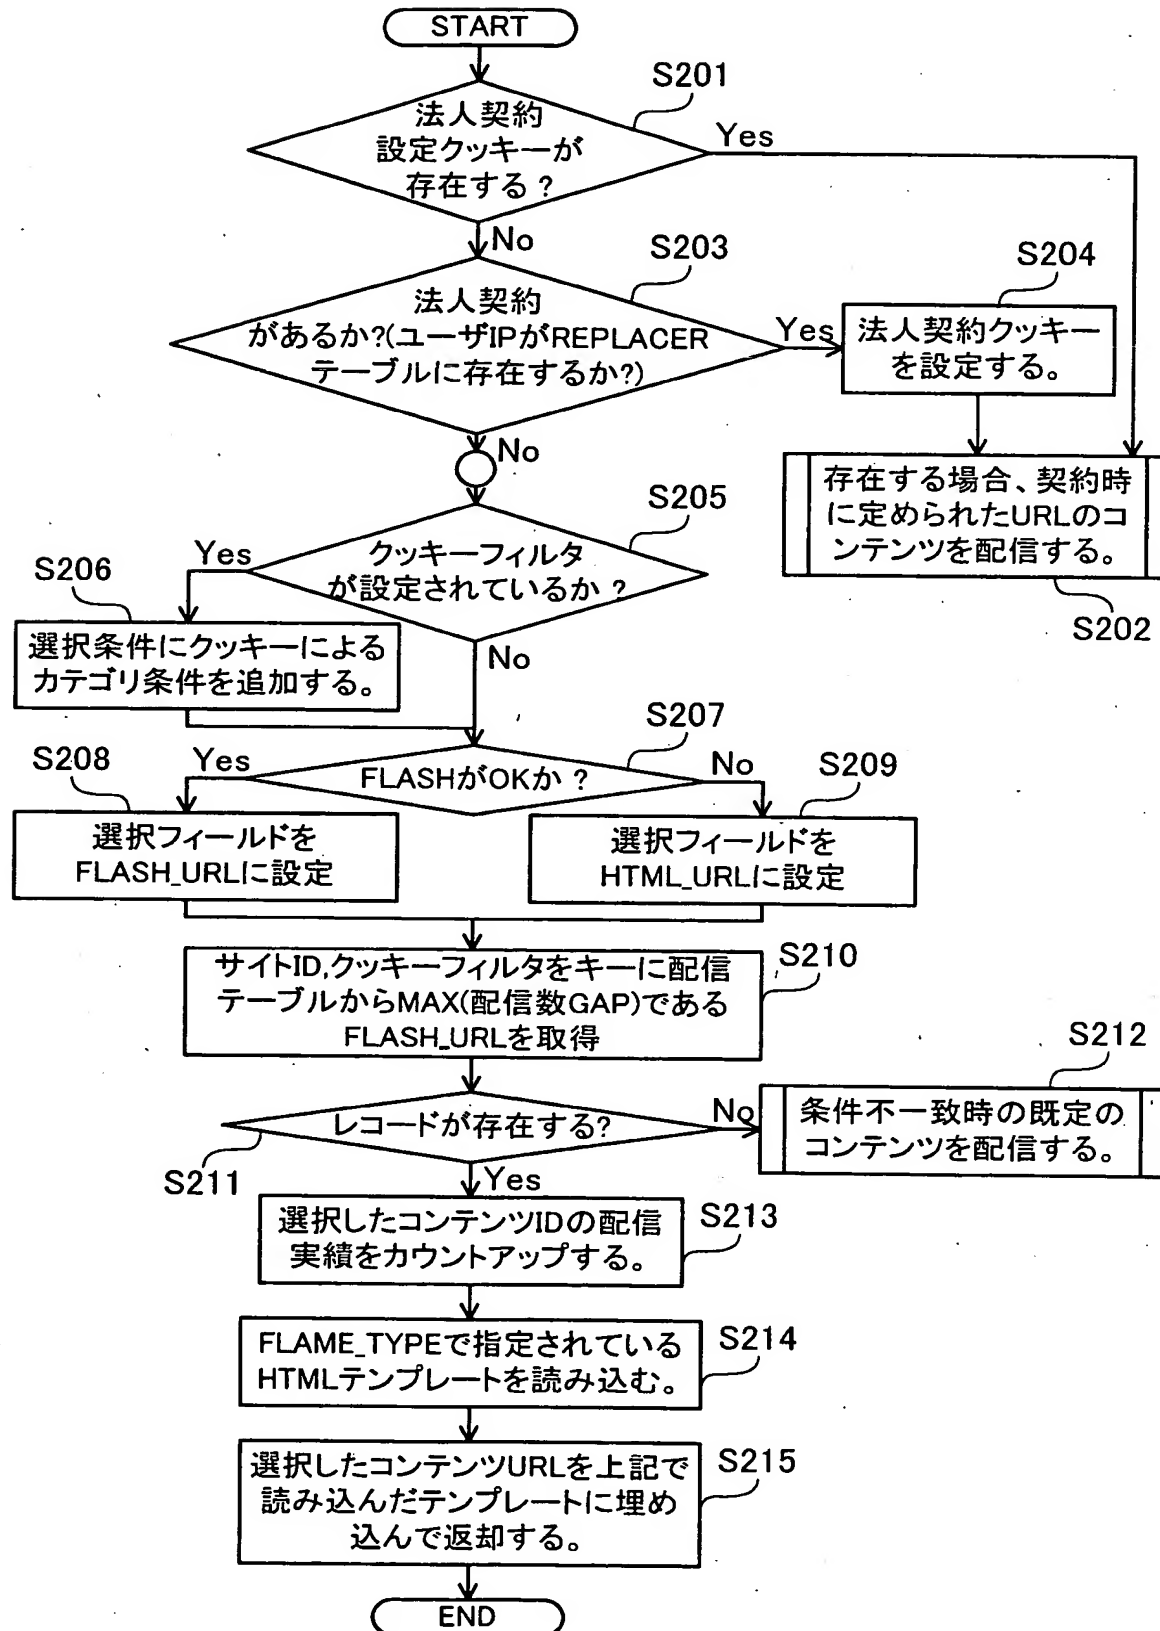 START
S201
法人契約
設定クッキーが
存在する?
Yes
No
S203
法人契約
があるか?(ユーザIPがREPLACER
テーブルに存在するか?)
Yes
S204
法人契約クッキー
を設定する。
No
存在する場合、契約時
に定められたURLのコ
ンテンツを配信する。
S202
S205
クッキーフィルタ
が設定されているか?
Yes
S206
選択条件にクッキーによる
カテゴリ条件を追加する。
No
S207
FLASHがOKか?
Yes
No
S208
選択フィールドを
FLASH_URLに設定
S209
選択フィールドを
HTML_URLに設定
S210
サイトID,クッキーフィルタをキーに配信
テーブルからMAX(配信数GAP)である
FLASH_URLを取得
S211
レコードが存在する?
No
S212
条件不一致時の既定の
コンテンツを配信する。
Yes
S213
選択したコンテンツIDの配信
実績をカウントアップする。
S214
FLAME_TYPEで指定されている
HTMLテンプレートを読み込む。
S215
選択したコンテンツURLを上記で
読み込んだテンプレートに埋め
込んで返却する。
END